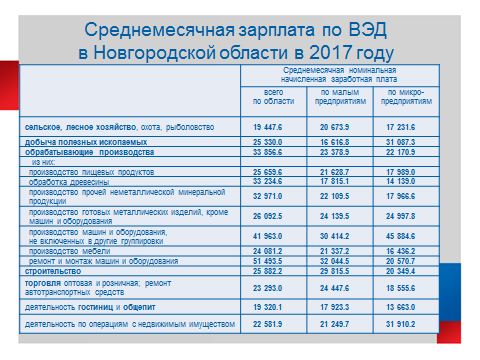 Среднемесячная зарплата по ВЭД
в Новгородской области в 2017 году
Среднемесячная номинальная
начисленная заработная плата
всего
по области
по малым
предприятиям
по микро-
предприятиям
сельское, лесное хозяйство, охота, рыболовство 19 447.6 20 673.9 17 231.6
добыча полезных ископаемых 25 330.0 16 616.8 31 087.3
обрабатывающие производства 33 856.6 23 378.9 22 170.9
из них:
производство пищевых продуктов 25 659.6 21 628.7 17 989.0
обработка древесины 33 234.6 17 815.1 14 139.0
производство прочей неметаллической минеральной
продукции 32 971.0 22 109.5 17 966.6
производство готовых металлических изделий, кроме
машин и оборудования 26 092.5 24 139.5 24 997.8
производство машин и оборудования,
не включенных в другие группировки 41 963.0 30 414.2 45 884.6
производство мебели 24 081.2 21 337.2 16 436.2
ремонт и монтаж машин и оборудования 51 493.5 32 044.5 20 570.7
строительство 25 882.2 29 815.5 20 349.4
торговля оптовая и розничная; ремонт
автотранспортных средств 23 293.0 24 447.6 18 555.6
деятельность гостиниц и общепит 19 320.1 17 923.3 13 663.0
деятельность по операциям с недвижимым имуществом 22 581.9 21 249.7 31 910.2